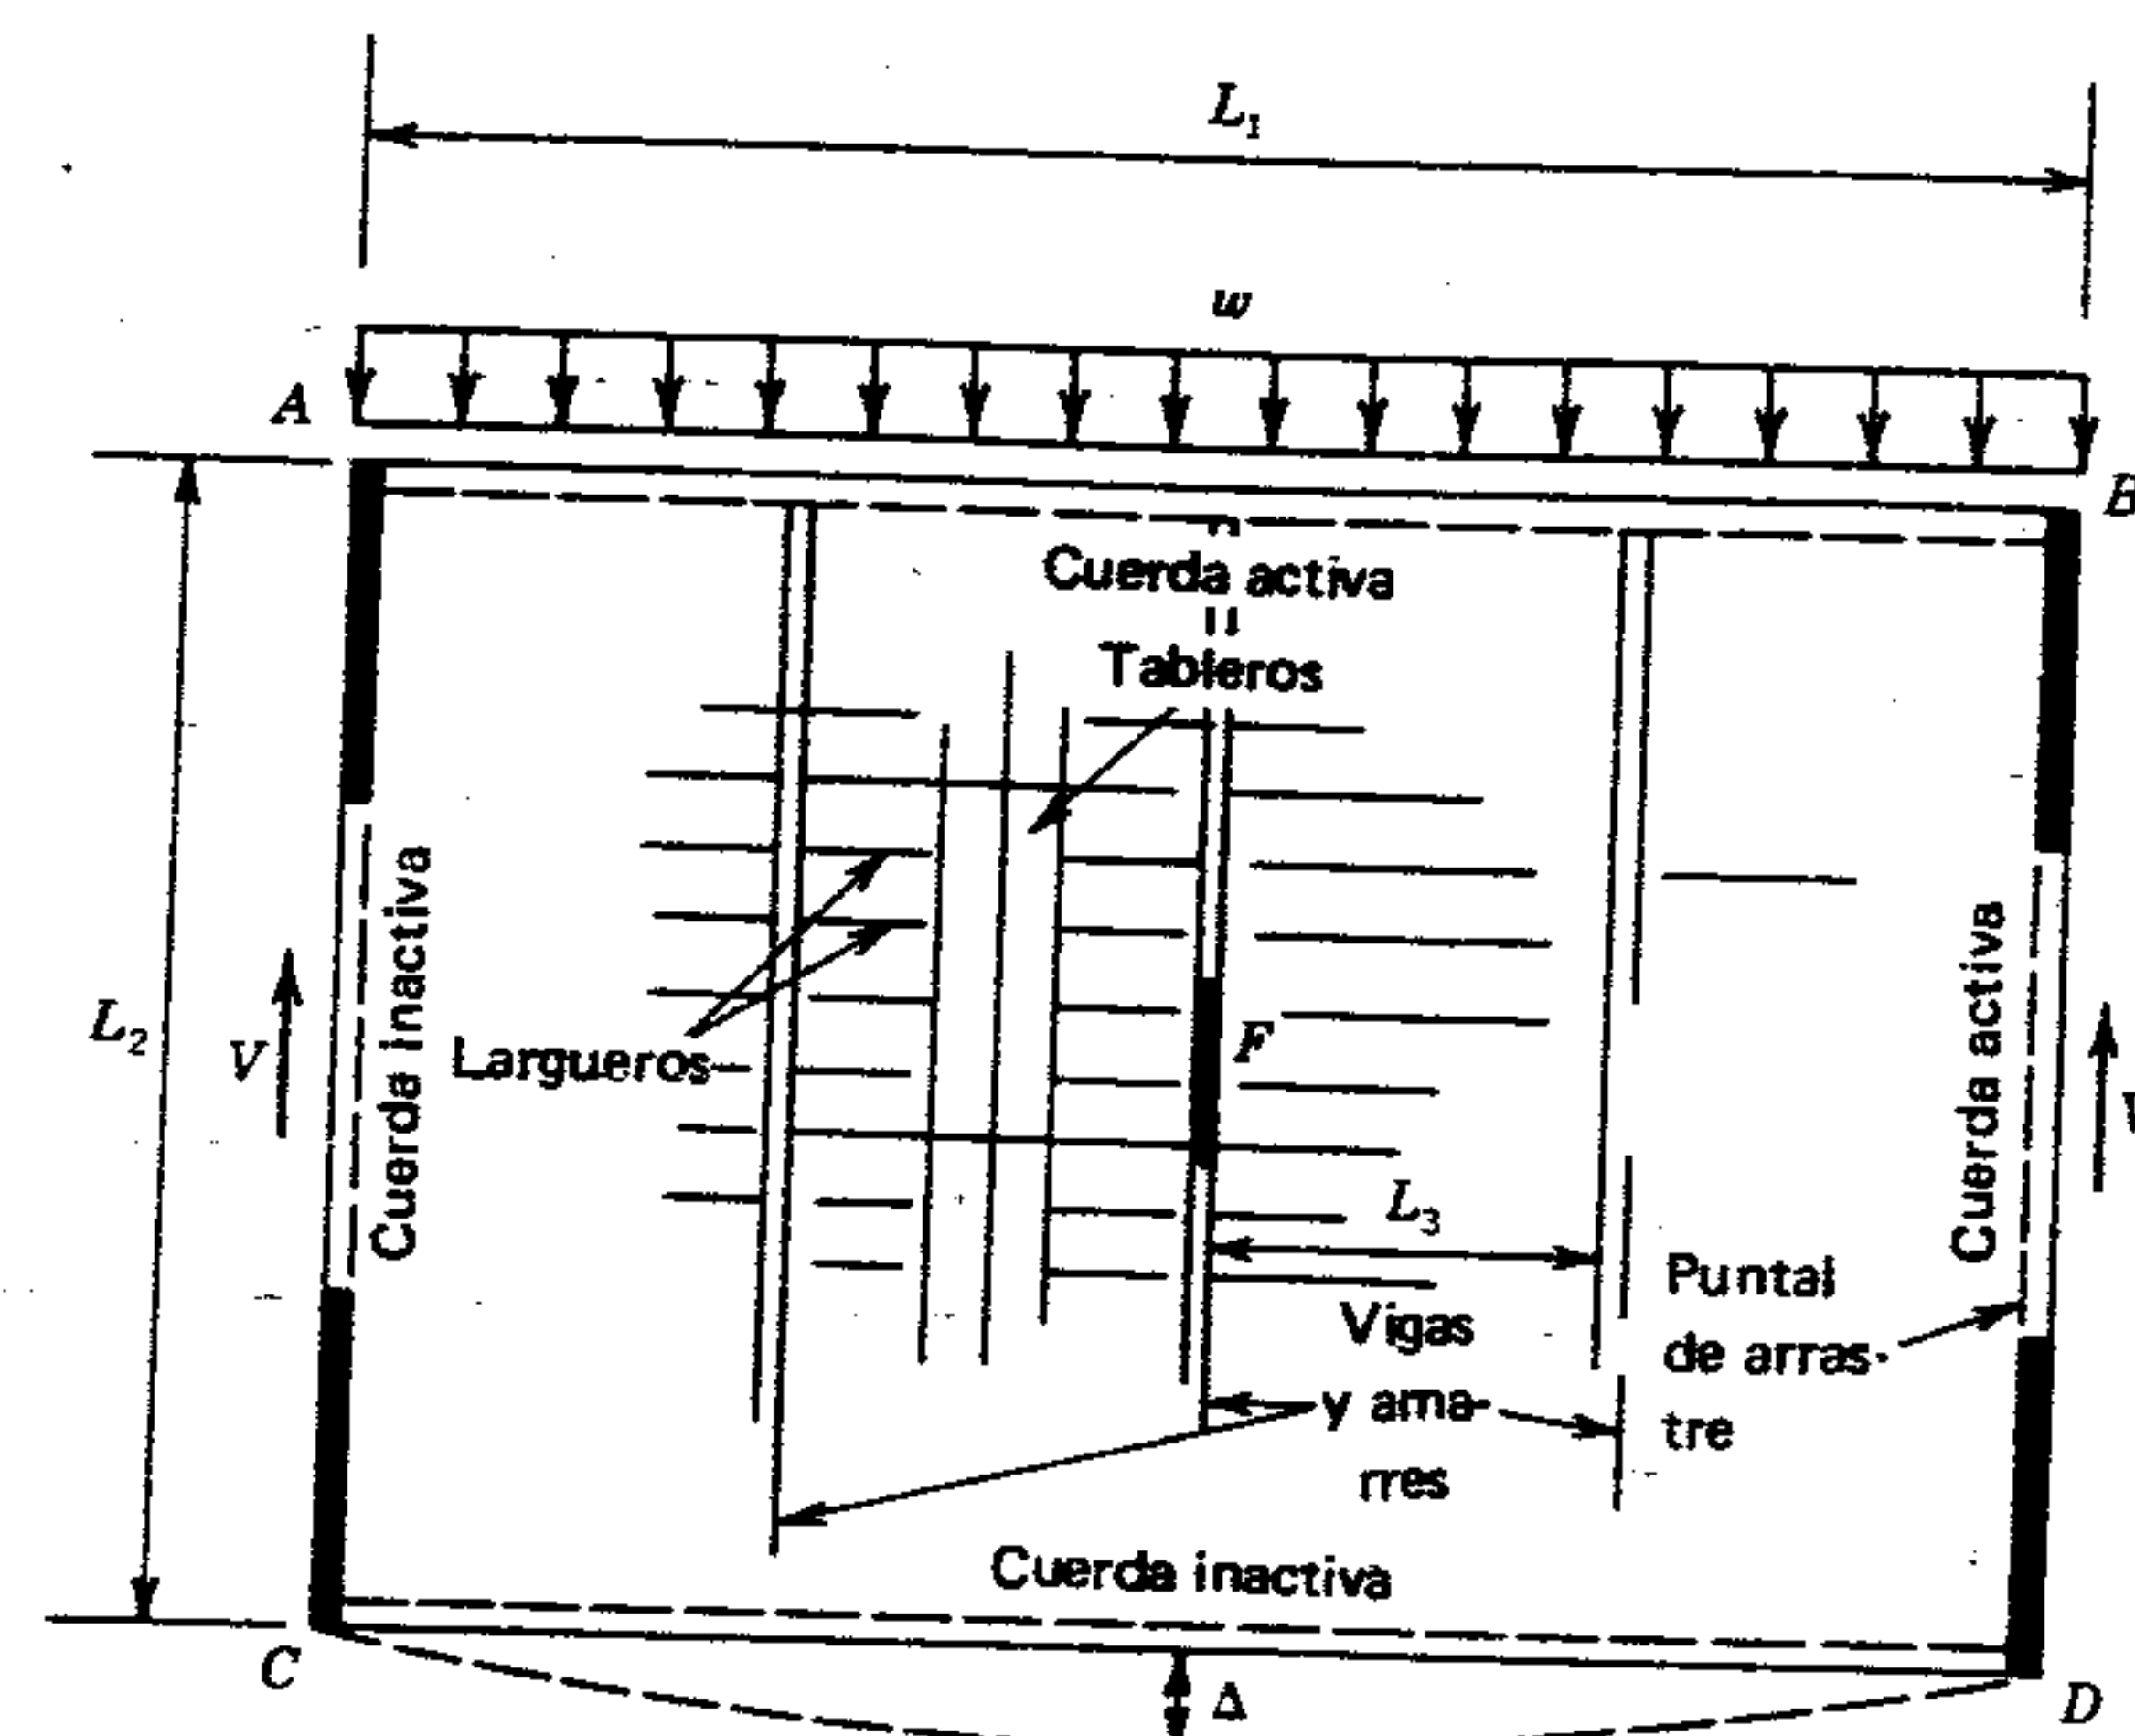 L₁
w
A
B
Cuerda activa
Tableros
Cuerda inactiva
Cuerda activa
L₂
V
Largueros
F
V
L₃
Vigas
y ama-
rres
Puntal
de arras-
tre
Cuerda inactiva
C
Δ
D